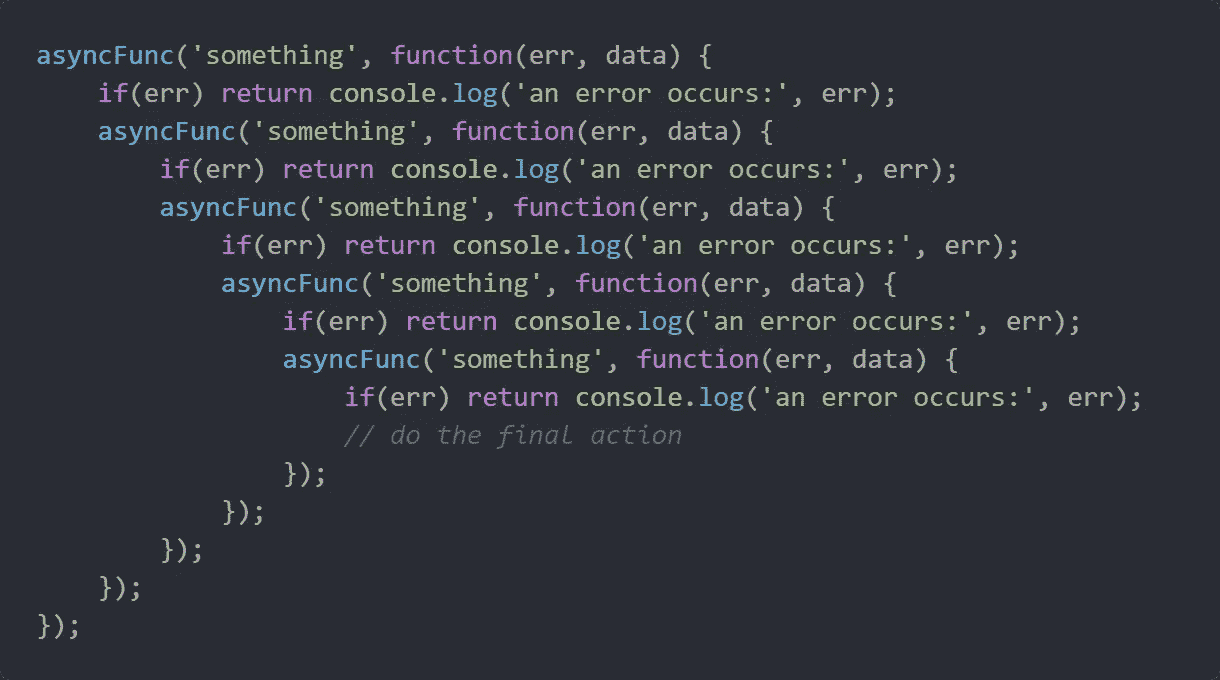 asyncFunc('something', function(err, data) {
    if(err) return console.log('an error occurs:', err);
    asyncFunc('something', function(err, data) {
        if(err) return console.log('an error occurs:', err);
        asyncFunc('something', function(err, data) {
            if(err) return console.log('an error occurs:', err);
            asyncFunc('something', function(err, data) {
                if(err) return console.log('an error occurs:', err);
                asyncFunc('something', function(err, data) {
                    if(err) return console.log('an error occurs:', err);
                    // do the final action
                });
            });
        });
    });
});